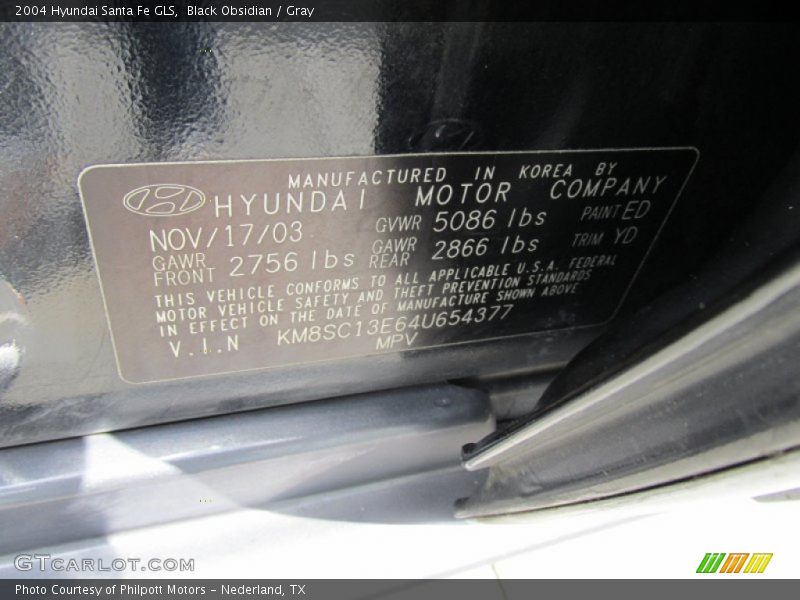 2004 Hyundai Santa Fe GLS, Black Obsidian / Gray
MANUFACTURED IN KOREA BY
HYUNDAI MOTOR COMPANY
NOV/17/03 GVWR 5086 lbs PAINT ED
GAWR FRONT 2756 lbs GAWR REAR 2866 lbs TRIM YD
THIS VEHICLE CONFORMS TO ALL APPLICABLE U.S.A. FEDERAL
MOTOR VEHICLE SAFETY AND THEFT PREVENTION STANDARDS
IN EFFECT ON THE DATE OF MANUFACTURE SHOWN ABOVE
V.I.N KM8SC13E64U654377
MPV
GTCARLOT.COM
Photo Courtesy of Philpott Motors - Nederland, TX